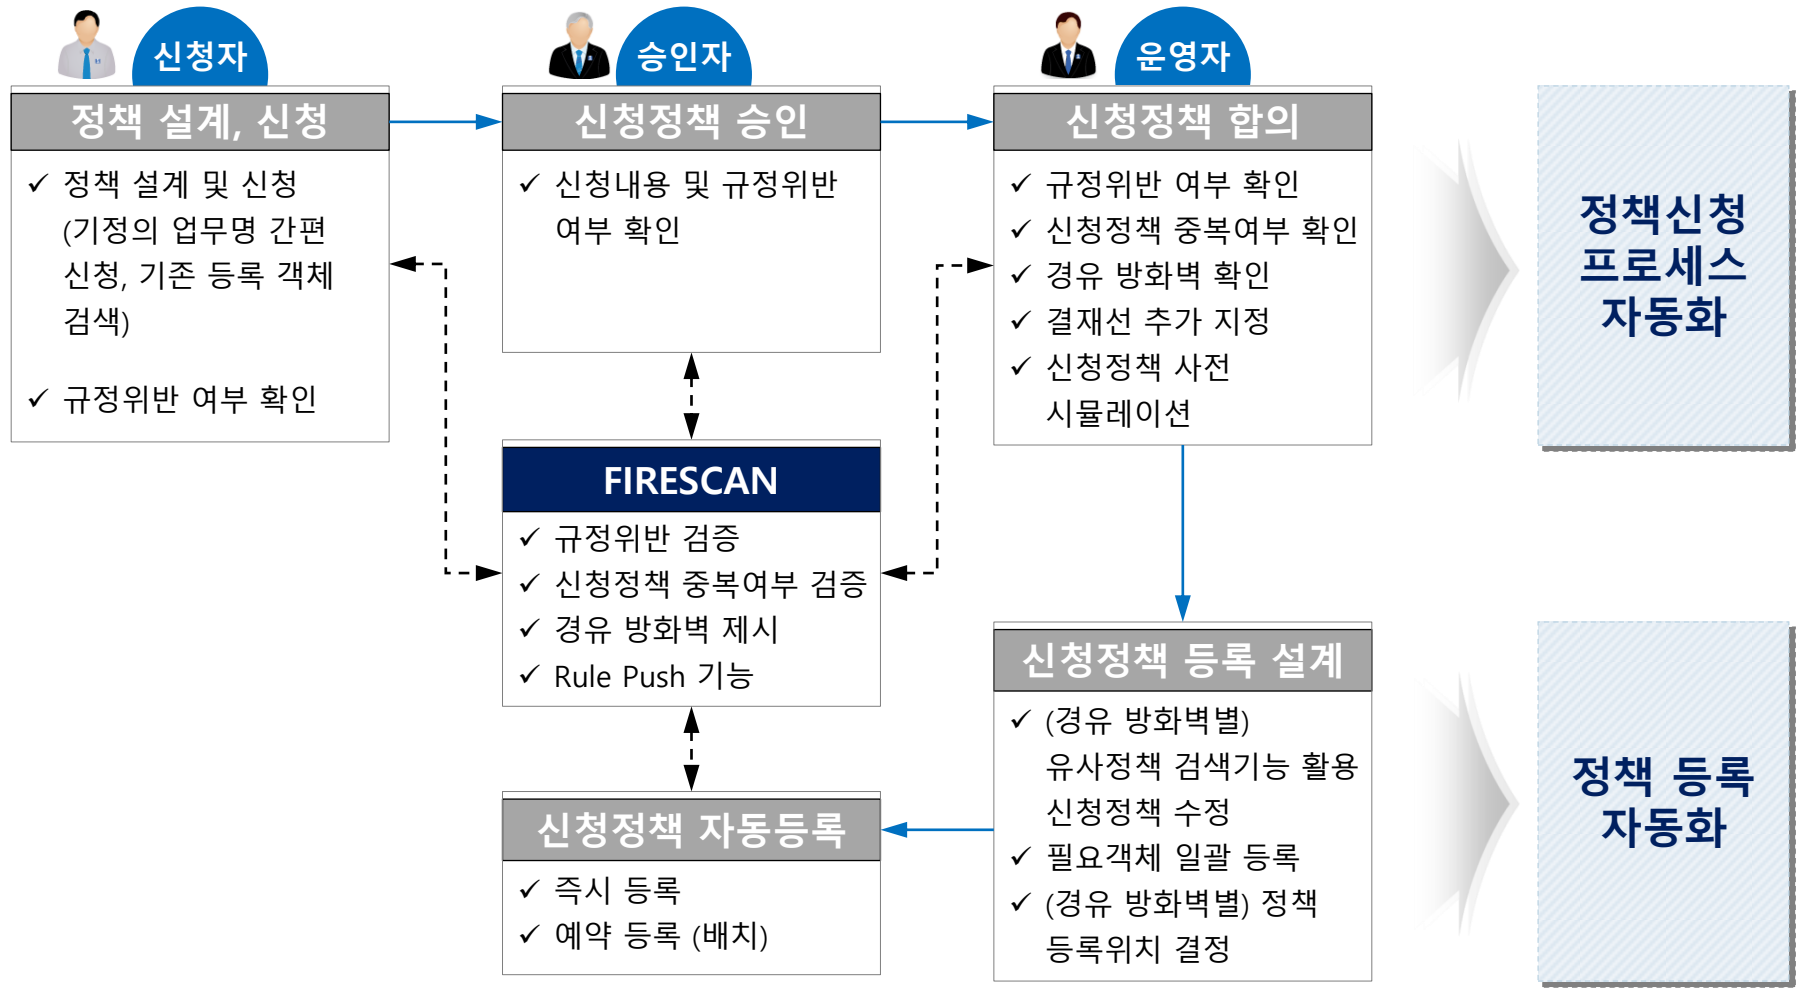 신청자
정책 설계, 신청
✓ 정책 설계 및 신청
(기정의 업무명 간편
신청, 기존 등록 객체
검색)
✓ 규정위반 여부 확인
승인자
신청정책 승인
✓ 신청내용 및 규정위반
여부 확인
운영자
신청정책 합의
✓ 규정위반 여부 확인
✓ 신청정책 중복여부 확인
✓ 경유 방화벽 확인
✓ 결재선 추가 지정
✓ 신청정책 사전
시뮬레이션
정책신청
프로세스
자동화
FIRESCAN
✓ 규정위반 검증
✓ 신청정책 중복여부 검증
✓ 경유 방화벽 제시
✓ Rule Push 기능
신청정책 등록 설계
✓ (경유 방화벽별)
유사정책 검색기능 활용
신청정책 수정
✓ 필요객체 일괄 등록
✓ (경유 방화벽별) 정책
등록위치 결정
신청정책 자동등록
✓ 즉시 등록
✓ 예약 등록 (배치)
정책 등록
자동화